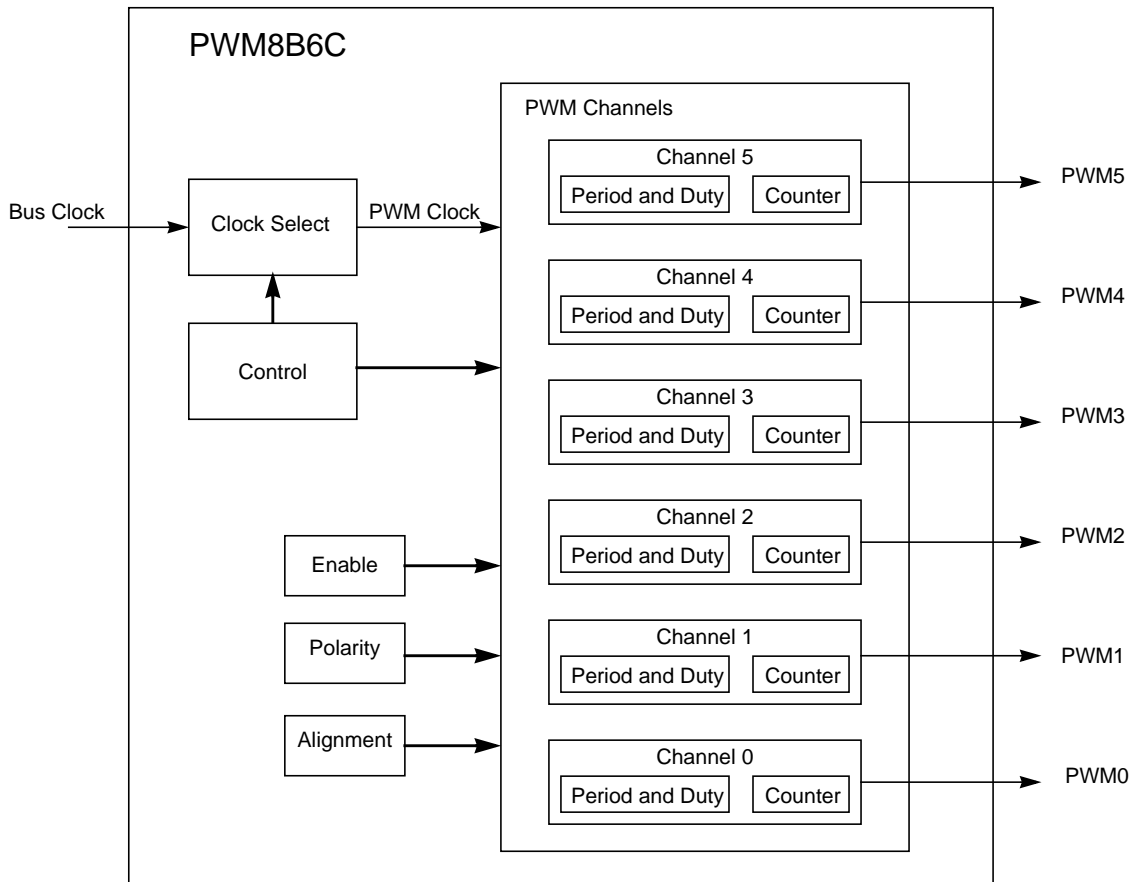 PWM8B6C
PWM Channels
Channel 5
Period and Duty
Counter
PWM5
Bus Clock
Clock Select
PWM Clock
Channel 4
Period and Duty
Counter
PWM4
Control
Channel 3
Period and Duty
Counter
PWM3
Channel 2
Period and Duty
Counter
PWM2
Enable
Channel 1
Period and Duty
Counter
PWM1
Polarity
Alignment
Channel 0
Period and Duty
Counter
PWM0